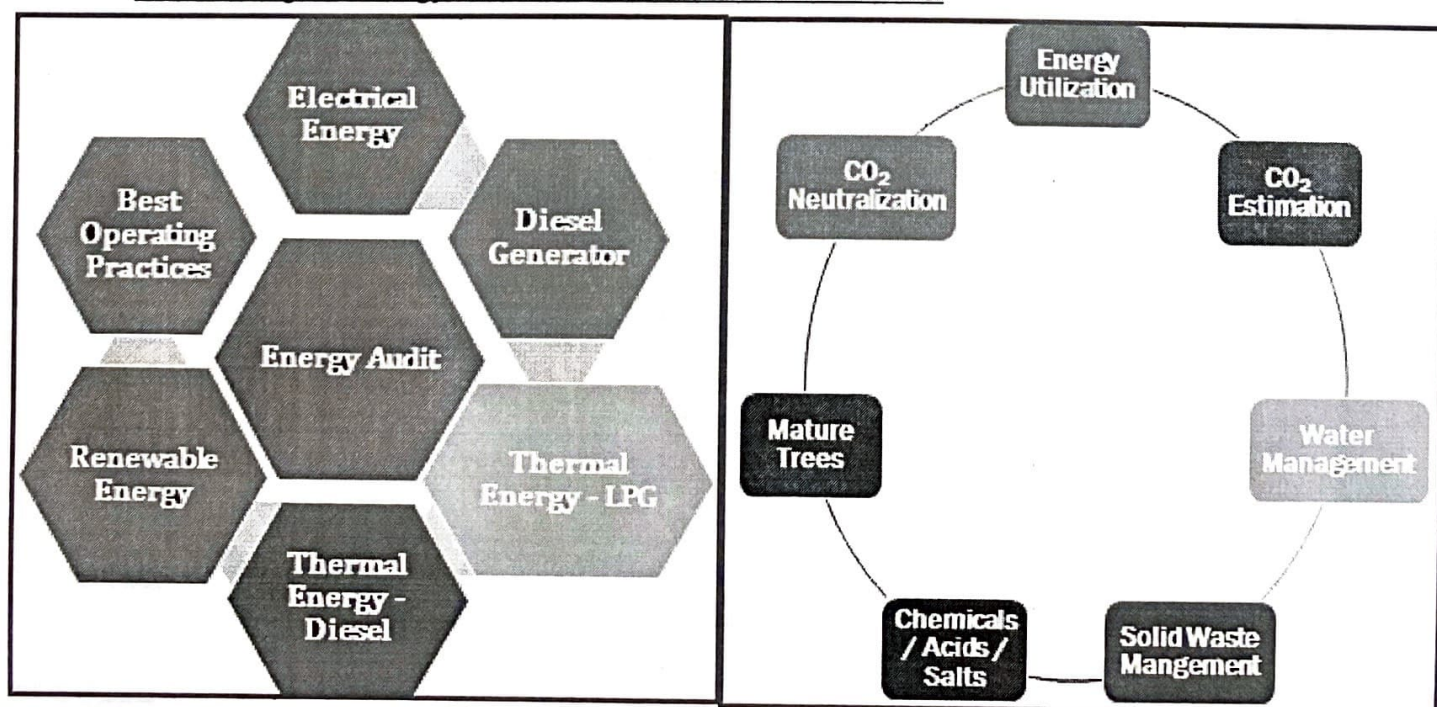 Electrical
Energy
Best
Operating
Practices
Diesel
Generator
Energy Audit
Renewable
Energy
Thermal
Energy - LPG
Thermal
Energy -
Diesel
Energy
Utilization
CO₂
Neutralization
CO₂
Estimation
Mature
Trees
Water
Management
Chemicals
/ Acids /
Salts
Solid Waste
Mangement